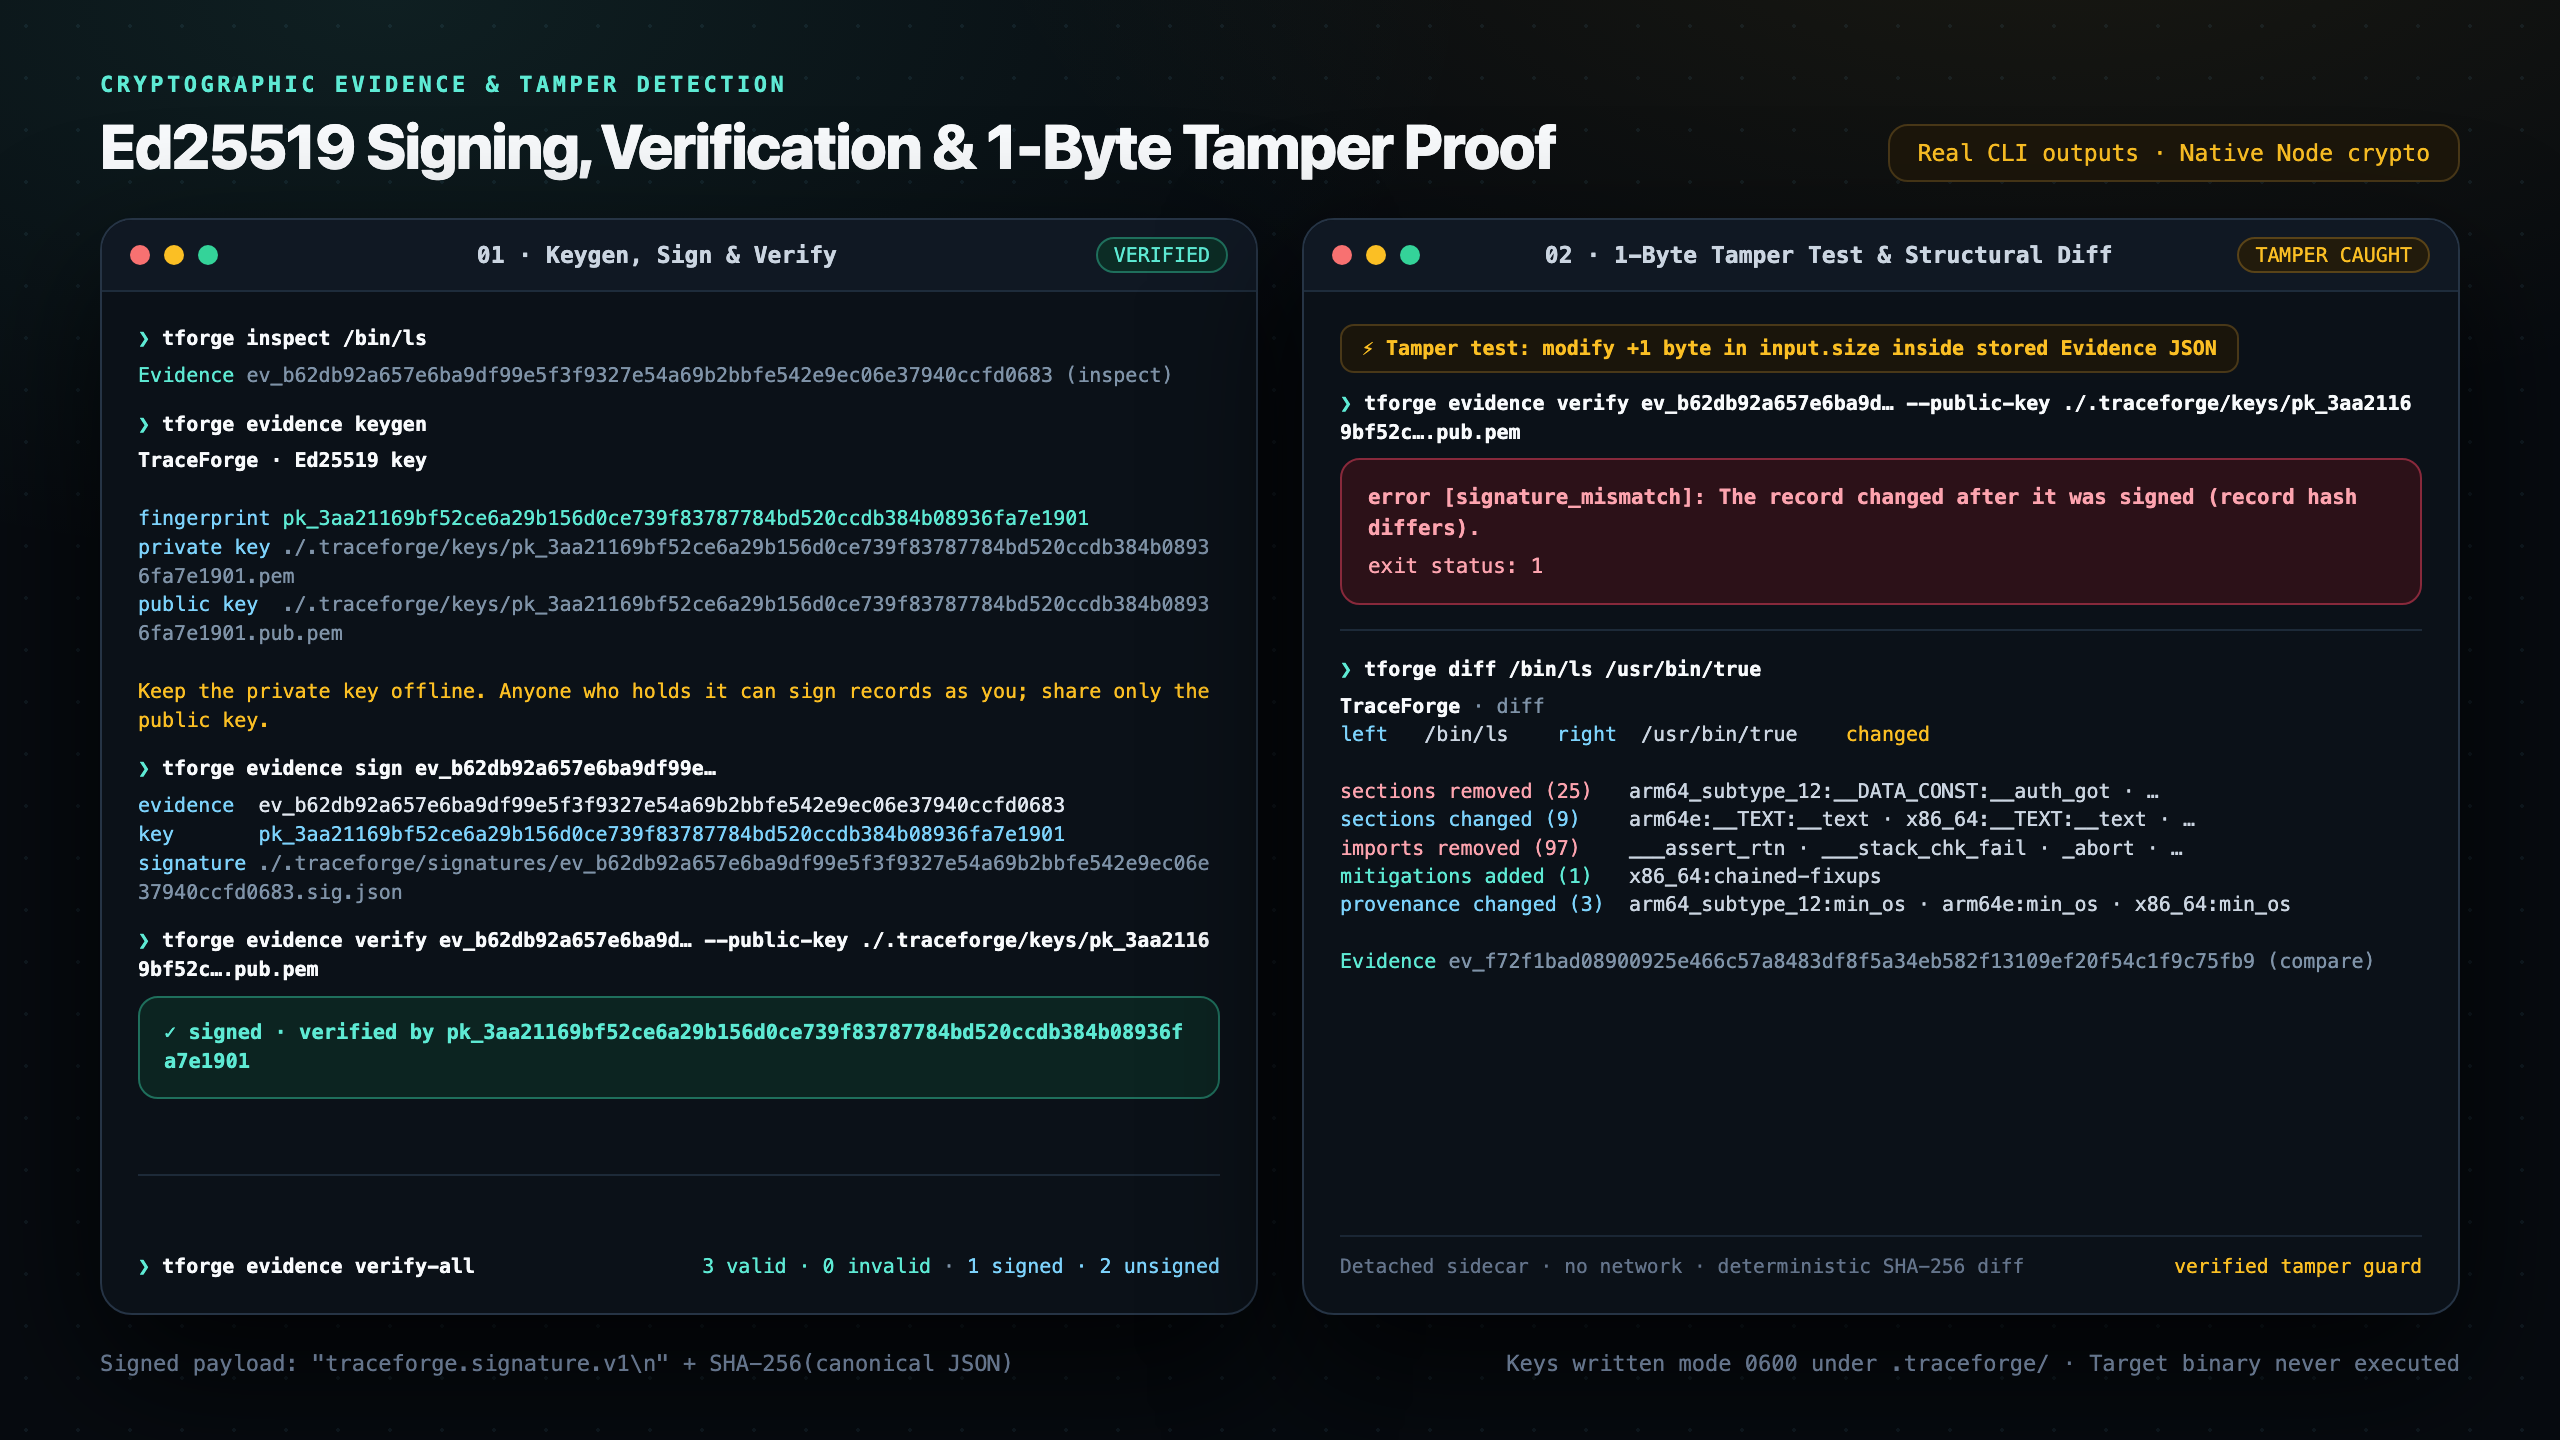 CRYPTOGRAPHIC EVIDENCE & TAMPER DETECTION
Ed25519 Signing, Verification & 1-Byte Tamper Proof
Real CLI outputs · Native Node crypto
01 · Keygen, Sign & Verify
VERIFIED
❯ tforge inspect /bin/ls
Evidence ev_b62db92a657e6ba9df99e5f3f9327e54a69b2bbfe542e9ec06e37940ccfd0683 (inspect)
❯ tforge evidence keygen
TraceForge · Ed25519 key
fingerprint pk_3aa21169bf52ce6a29b156d0ce739f83787784bd520ccdb384b08936fa7e1901
private key ./.traceforge/keys/pk_3aa21169bf52ce6a29b156d0ce739f83787784bd520ccdb384b0893
6fa7e1901.pem
public key ./.traceforge/keys/pk_3aa21169bf52ce6a29b156d0ce739f83787784bd520ccdb384b0893
6fa7e1901.pub.pem
Keep the private key offline. Anyone who holds it can sign records as you; share only the
public key.
❯ tforge evidence sign ev_b62db92a657e6ba9df99e…
evidence ev_b62db92a657e6ba9df99e5f3f9327e54a69b2bbfe542e9ec06e37940ccfd0683
key pk_3aa21169bf52ce6a29b156d0ce739f83787784bd520ccdb384b08936fa7e1901
signature ./.traceforge/signatures/ev_b62db92a657e6ba9df99e5f3f9327e54a69b2bbfe542e9ec06e
37940ccfd0683.sig.json
❯ tforge evidence verify ev_b62db92a657e6ba9d… --public-key ./.traceforge/keys/pk_3aa2116
9bf52c….pub.pem
✓ signed · verified by pk_3aa21169bf52ce6a29b156d0ce739f83787784bd520ccdb384b08936f
a7e1901
❯ tforge evidence verify-all
3 valid · 0 invalid · 1 signed · 2 unsigned
02 · 1-Byte Tamper Test & Structural Diff
TAMPER CAUGHT
⚡ Tamper test: modify +1 byte in input.size inside stored Evidence JSON
❯ tforge evidence verify ev_b62db92a657e6ba9d… --public-key ./.traceforge/keys/pk_3aa2116
9bf52c….pub.pem
error [signature_mismatch]: The record changed after it was signed (record hash
differs).
exit status: 1
❯ tforge diff /bin/ls /usr/bin/true
TraceForge · diff
left /bin/ls right /usr/bin/true changed
sections removed (25) arm64_subtype_12:__DATA_CONST:__auth_got · …
sections changed (9) arm64e:__TEXT:__text · x86_64:__TEXT:__text · …
imports removed (97) ___assert_rtn · ___stack_chk_fail · _abort · …
mitigations added (1) x86_64:chained-fixups
provenance changed (3) arm64_subtype_12:min_os · arm64e:min_os · x86_64:min_os
Evidence ev_f72f1bad08900925e466c57a8483df8f5a34eb582f13109ef20f54c1f9c75fb9 (compare)
Detached sidecar · no network · deterministic SHA-256 diff
verified tamper guard
Signed payload: "traceforge.signature.v1\n" + SHA-256(canonical JSON)
Keys written mode 0600 under .traceforge/ · Target binary never executed